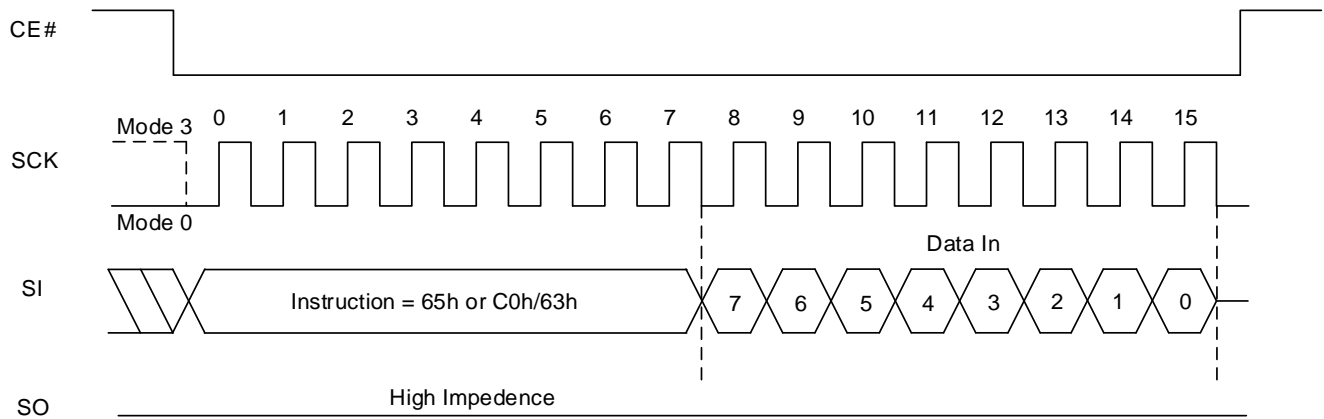 CE#
Mode 3 0 1 2 3 4 5 6 7 8 9 10 11 12 13 14 15
SCK
Mode 0
Data In
SI Instruction = 65h or C0h/63h 7 6 5 4 3 2 1 0
High Impedence
SO